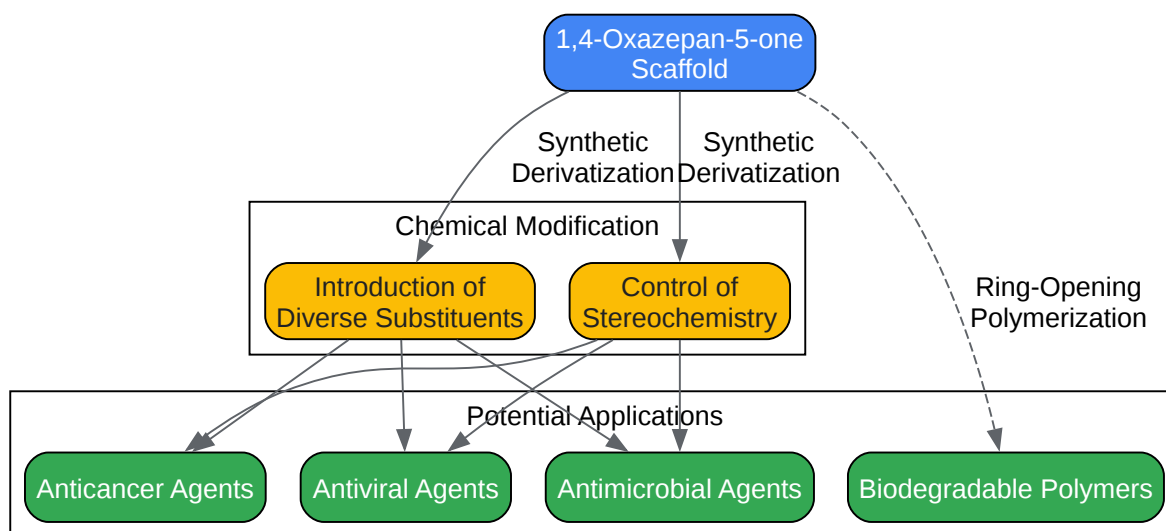 1,4-Oxazepan-5-one
Scaffold
Synthetic
Derivatization
Synthetic
Derivatization
Chemical Modification
Introduction of
Diverse Substituents
Control of
Stereochemistry
Ring-Opening
Polymerization
Potential Applications
Anticancer Agents
Antiviral Agents
Antimicrobial Agents
Biodegradable Polymers